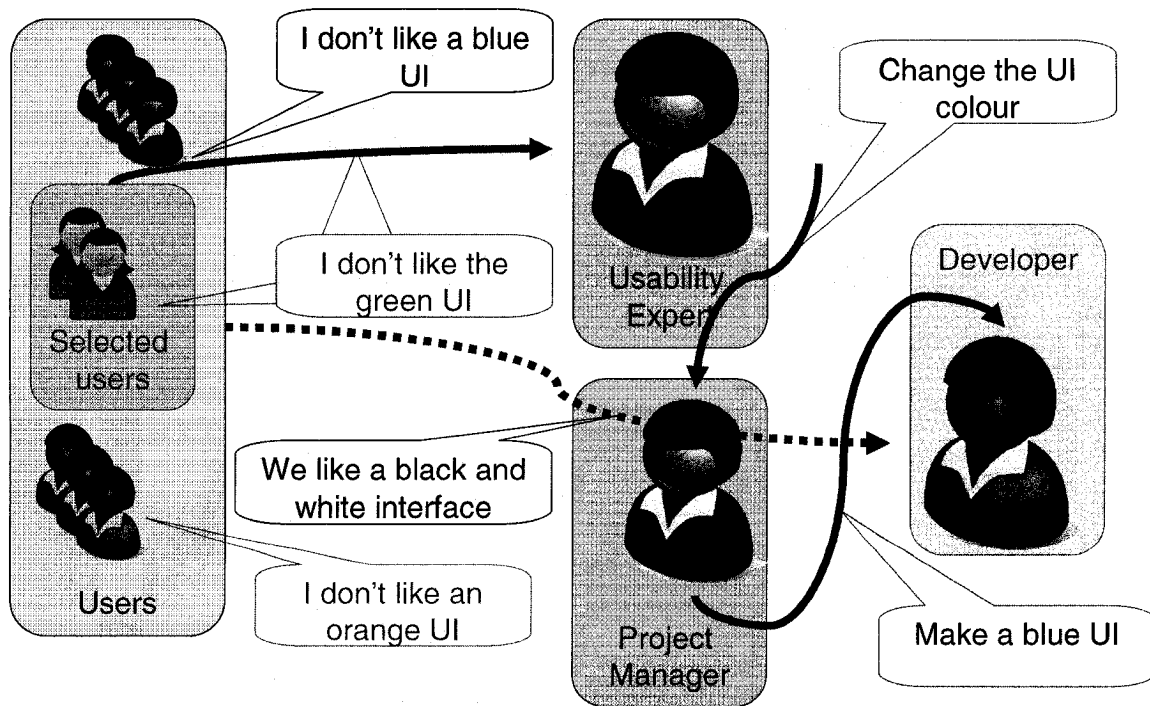 I don't like a blue
UI
Change the UI
colour
I don't like the
green UI
Usability
Expert
Developer
Selected
users
We like a black and
white interface
Users
I don't like an
orange UI
Project
Manager
Make a blue UI